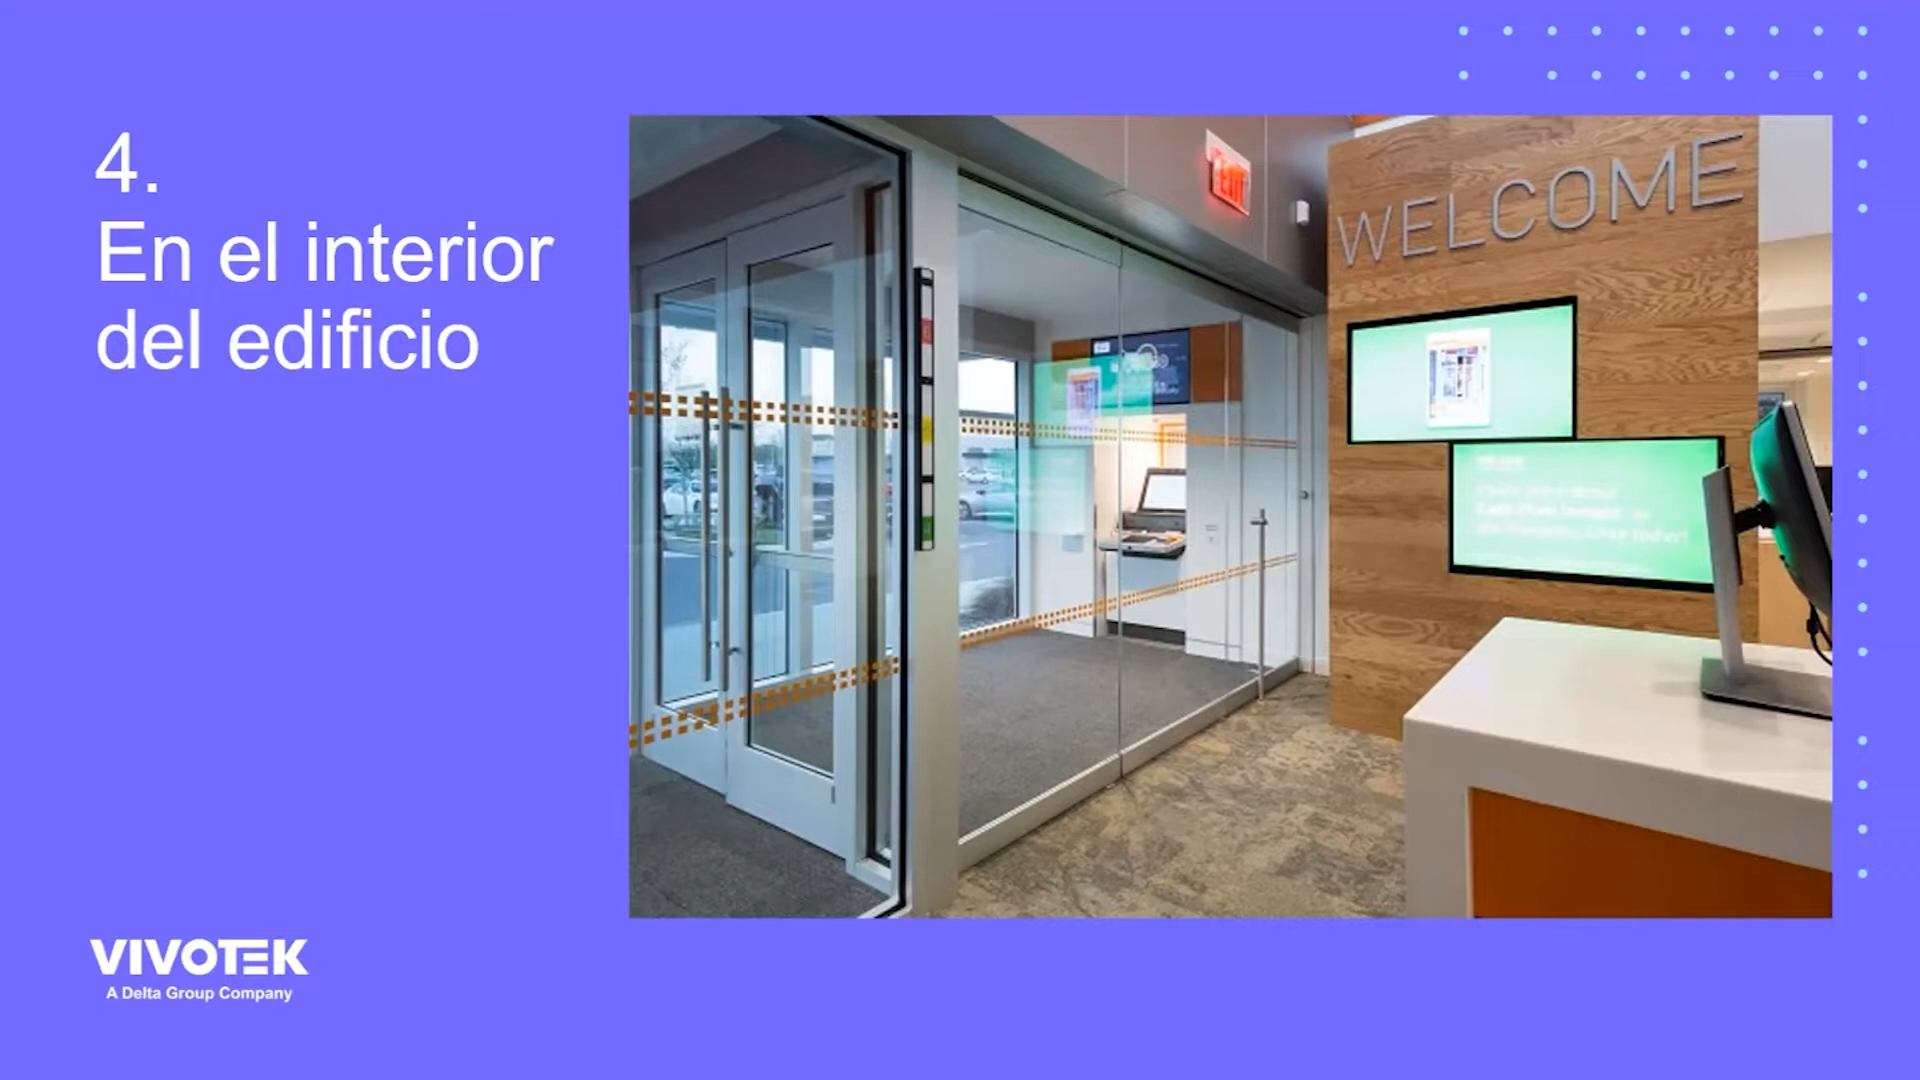 4.
En el interior
del edificio
EXIT
WELCOME
VIVOTEK
A Delta Group Company